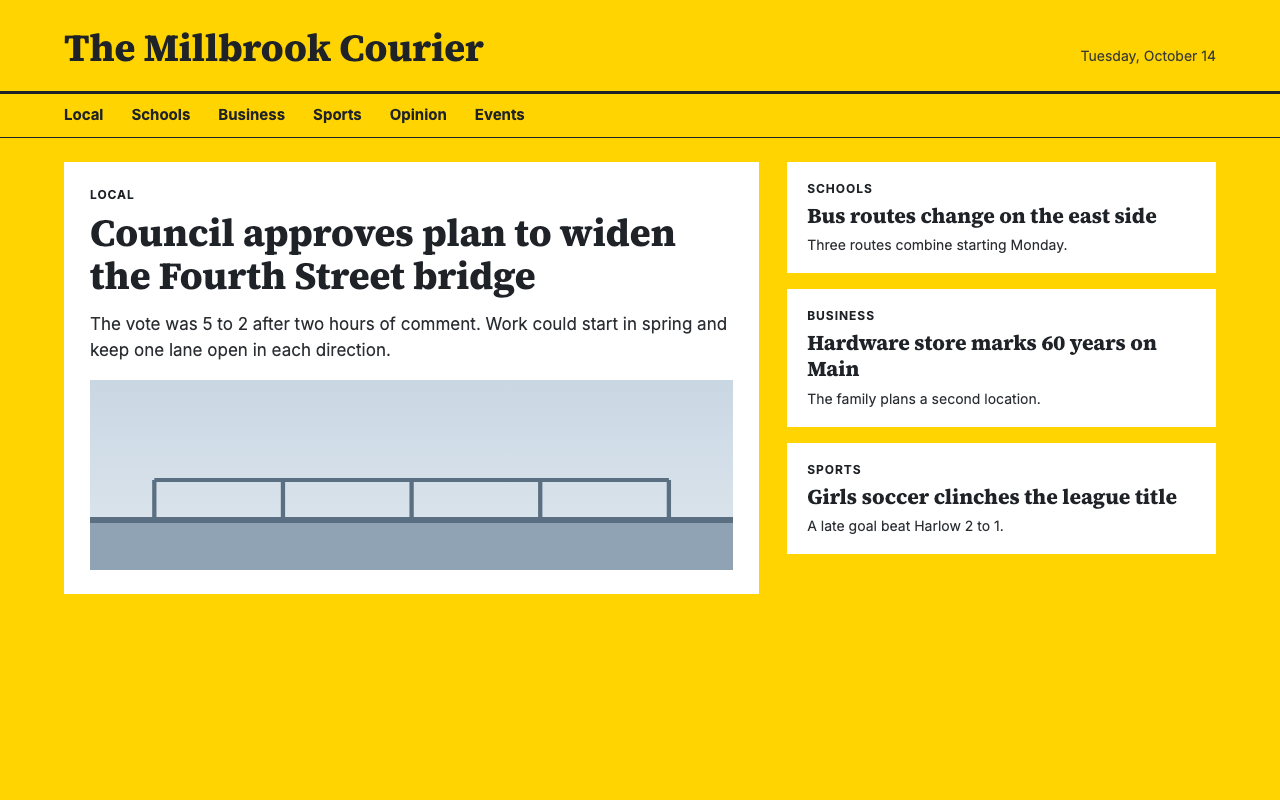 The Millbrook Courier
Tuesday, October 14
Local Schools Business Sports Opinion Events
LOCAL
Council approves plan to widen
the Fourth Street bridge
The vote was 5 to 2 after two hours of comment. Work could start in spring and
keep one lane open in each direction.
SCHOOLS
Bus routes change on the east side
Three routes combine starting Monday.
BUSINESS
Hardware store marks 60 years on
Main
The family plans a second location.
SPORTS
Girls soccer clinches the league title
A late goal beat Harlow 2 to 1.